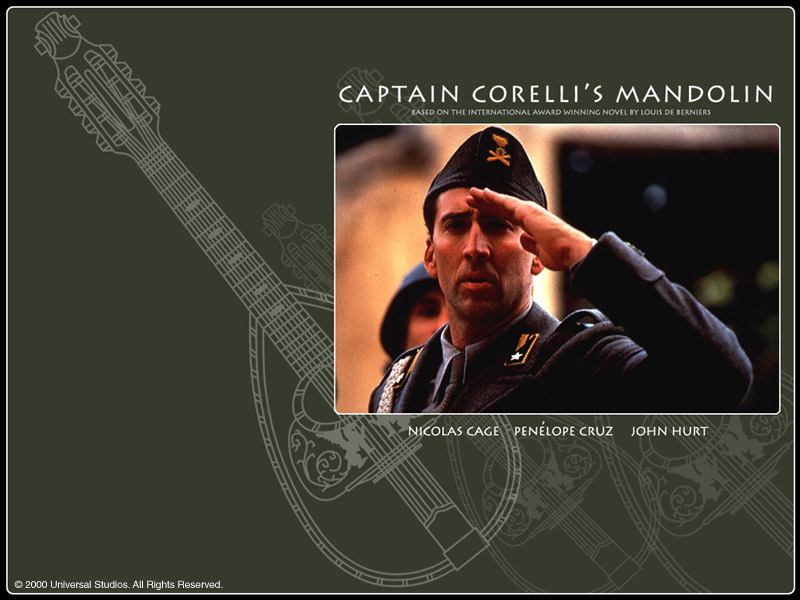 CAPTAIN CORELLI'S MANDOLIN
BASED ON THE INTERNATIONAL AWARD WINNING NOVEL BY LOUIS DE BERNIERS
NICOLAS CAGE PENÉLOPE CRUZ JOHN HURT
© 2000 Universal Studios. All Rights Reserved.